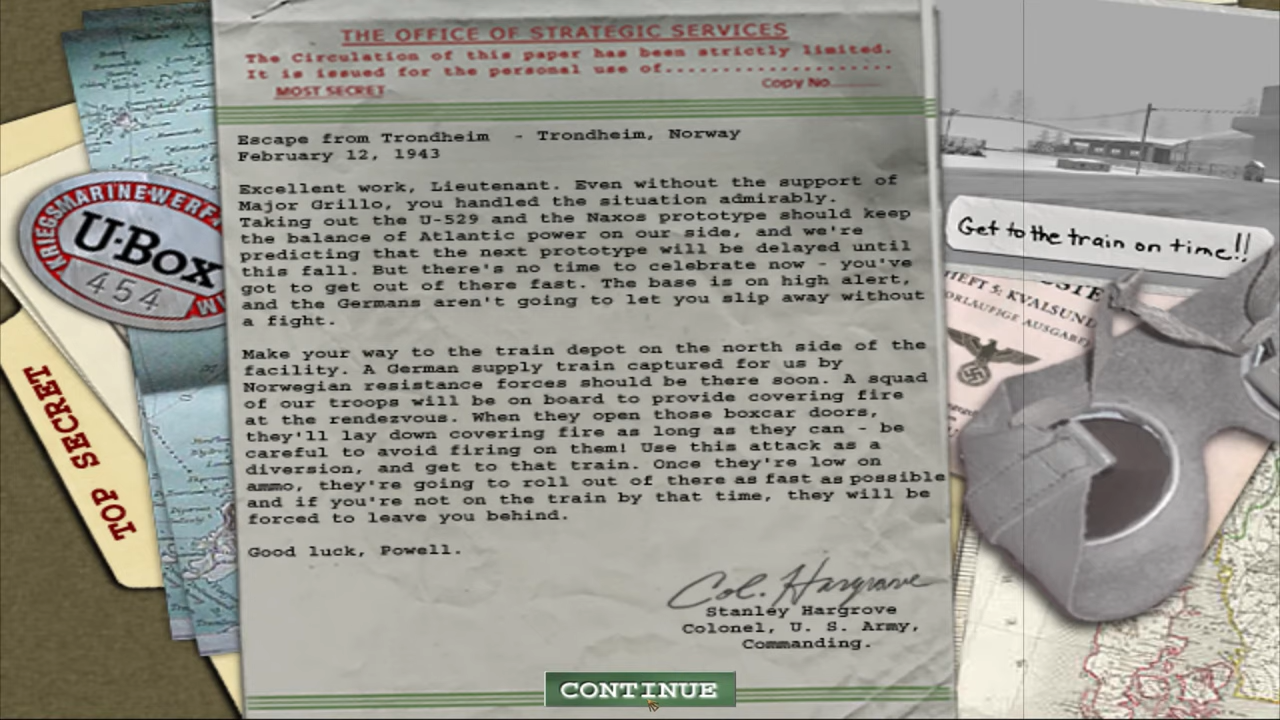 THE OFFICE OF STRATEGIC SERVICES
The Circulation of this paper has been strictly limited.
It is issued for the personal use of....................
MOST SECRET
Copy No.
Escape from Trondheim - Trondheim, Norway
February 12, 1943
Excellent work, Lieutenant. Even without the support of
Major Grillo, you handled the situation admirably.
Taking out the U-529 and the Naxos prototype should keep
the balance of Atlantic power on our side, and we're
predicting that the next prototype will be delayed until
this fall. But there's no time to celebrate now - you've
got to get out of there fast. The base is on high alert,
and the Germans aren't going to let you slip away without
a fight.
Make your way to the train depot on the north side of the
facility. A German supply train captured for us by
Norwegian resistance forces should be there soon. A squad
of our troops will be on board to provide covering fire
at the rendezvous. When they open those boxcar doors,
they'll lay down covering fire as long as they can - be
careful to avoid firing on them! Use this attack as a
diversion, and get to that train. Once they're low on
ammo, they're going to roll out of there as fast as possible
and if you're not on the train by that time, they will be
forced to leave you behind.
Good luck, Powell.
Col. Hargrove
Stanley Hargrove
Colonel, U. S. Army,
Commanding.
CONTINUE
KRIEGSMARINEWERF
U-Box
454
TOP SECRET
Get to the train on time!!
HEFT 5: KVALSUND